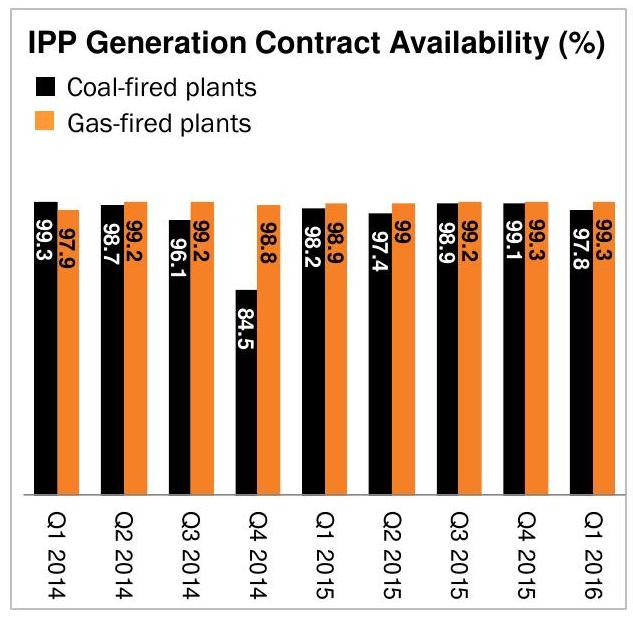 IPP Generation Contract Availability (%)
Coal-fired plants
Gas-fired plants
99.3
97.9
98.7
99.2
96.1
99.2
84.5
98.8
98.2
98.9
97.4
99
98.9
99.2
99.1
99.3
97.8
99.3
Q1 2014
Q2 2014
Q3 2014
Q4 2014
Q1 2015
Q2 2015
Q3 2015
Q4 2015
Q1 2016